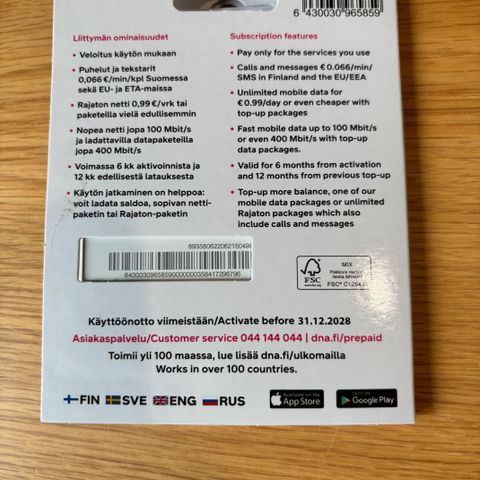 6 430030 965859
Liittymän ominaisuudet
• Veloitus käytön mukaan
• Puhelut ja tekstarit
0,066€/min/kpl Suomessa
sekä EU- ja ETA-maissa
• Rajaton netti 0,99 €/vrk tai
paketeilla vielä edullisemmin
• Nopea netti jopa 100 Mbit/s
ja ladattavilla datapaketeilla
jopa 400 Mbit/s)
• Voimassa 6 kk aktivoinnista ja
12 kk edellisestä latauksesta
• Käytön jatkaminen on helppoa:
voit ladata saldoa, sopivan netti-
paketin tai Rajaton-paketin
Subscription features
• Pay only for the services you use
• Calls and messages €0.066/min/
SMS in Finland and the EU/EEA
• Unlimited mobile data for
€0.99/day or even cheaper with
top-up packages
• Fast mobile data up to 100 Mbit/s
or even 400 Mbit/s with top-up
data packages.
• Valid for 6 months from activation
and 12 months from previous top-up
• Top-up more balance, one of our
mobile data packages or unlimited
Rajaton packages which also
include calls and messages
FSC
MIX
Käyttöönotto viimeistään/Activate before 31.12.2028
Asiakaspalvelu/Customer service 044 144 044 | dna.fi/prepaid
Toimii yli 100 maassa, lue lisää dna.fi/ulkomailla
Works in over 100 countries.
FIN SVE ENG RUS
Available on the
App Store
GET IT ON
Google Play